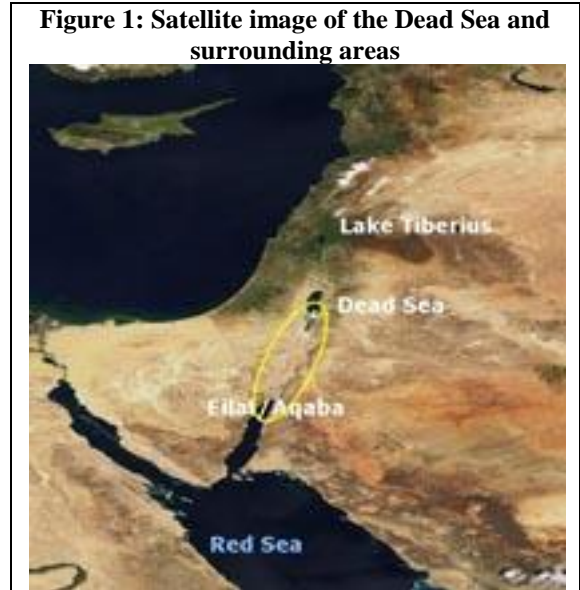 Figure 1: Satellite image of the Dead Sea and
surrounding areas
Lake Tiberius
Dead Sea
Eilat/Aqaba
Red Sea